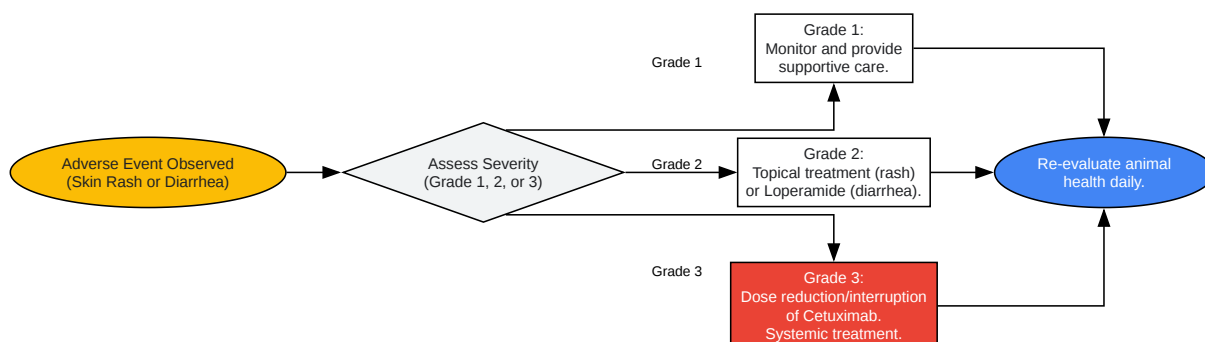 Adverse Event Observed
(Skin Rash or Diarrhea)
Assess Severity
(Grade 1, 2, or 3)
Grade 1
Grade 2
Grade 3
Grade 1:
Monitor and provide
supportive care.
Grade 2:
Topical treatment (rash)
or Loperamide (diarrhea).
Grade 3:
Dose reduction/interruption
of Cetuximab.
Systemic treatment.
Re-evaluate animal
health daily.